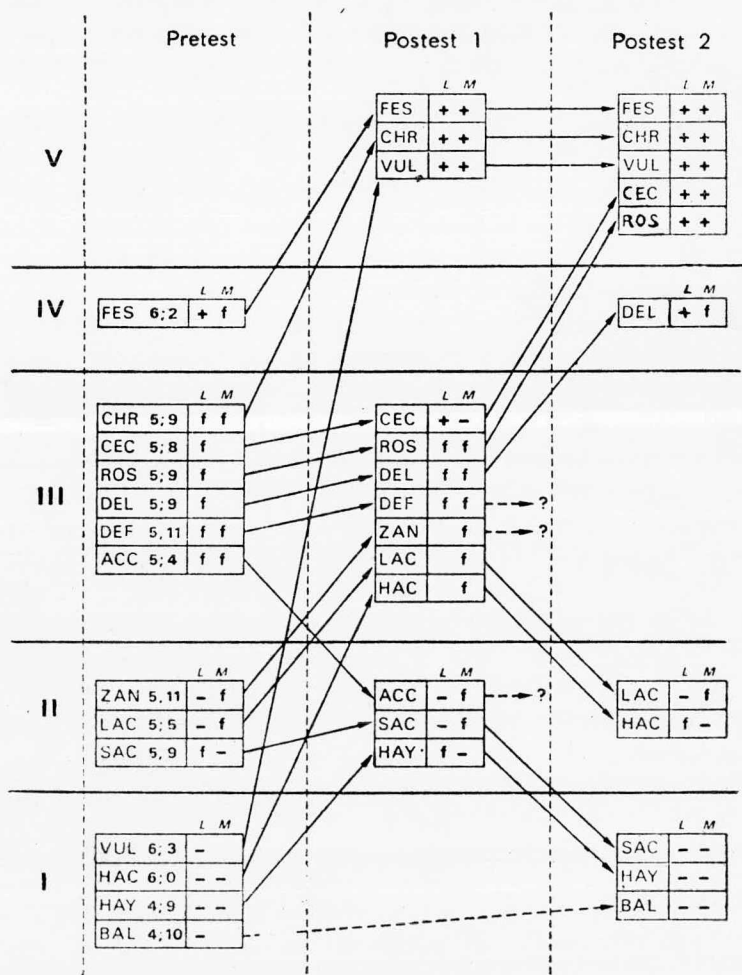 Pretest Postest 1 Postest 2
L M L M
FES + + FES + +
CHR + + CHR + +
V VUL + + VUL + +
CEC + +
ROS + +
L M L M
IV FES 6;2 + f DEL + f
L M L M
CHR 5;9 f f CEC + -
CEC 5;8 f ROS f f
ROS 5;9 f DEL f f
III DEL 5;9 f DEF f f ?
DEF 5,11 f f ZAN f ?
ACC 5;4 f f LAC f
HAC f
L M L M L M
II ZAN 5,11 - f ACC - f ? LAC - f
LAC 5;5 - f SAC - f HAC f -
SAC 5,9 f - HAY f -
L M L M
VUL 6;3 - SAC - -
I HAC 6;0 - - HAY - -
HAY 4;9 - - BAL - -
BAL 4;10 -